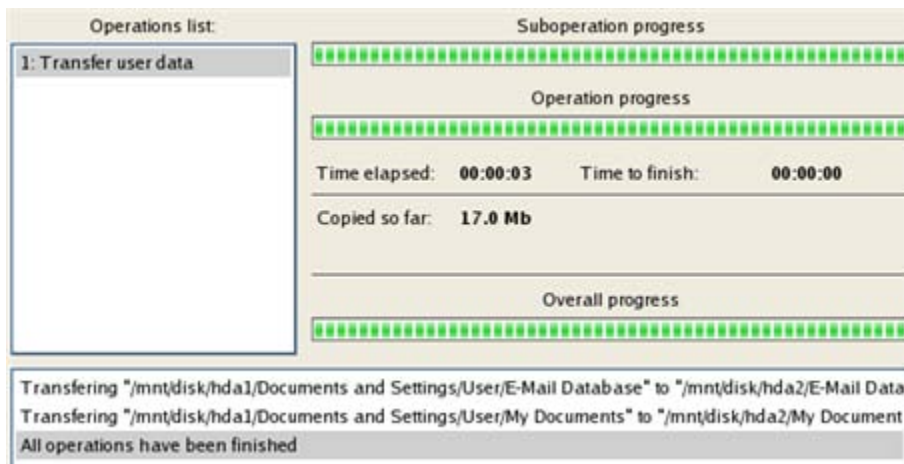 Operations list:
1: Transfer user data
Suboperation progress
Operation progress
Time elapsed: 00:00:03 Time to finish: 00:00:00
Copied so far: 17.0 Mb
Overall progress
Transfering "/mnt/disk/hda1/Documents and Settings/User/E-Mail Database" to "/mnt/disk/hda2/E-Mail Data
Transfering "/mnt/disk/hda1/Documents and Settings/User/My Documents" to "/mnt/disk/hda2/My Document
All operations have been finished